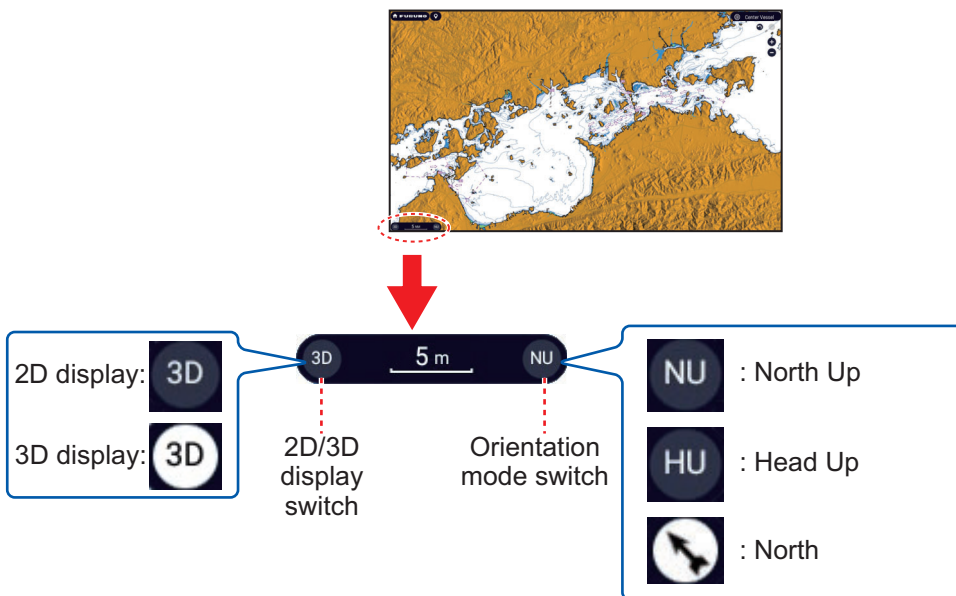 FURUNO
Center Vessel
2D display: 3D
3D display: 3D
3D
5 m
NU
2D/3D
display
switch
Orientation
mode switch
NU : North Up
HU : Head Up
: North